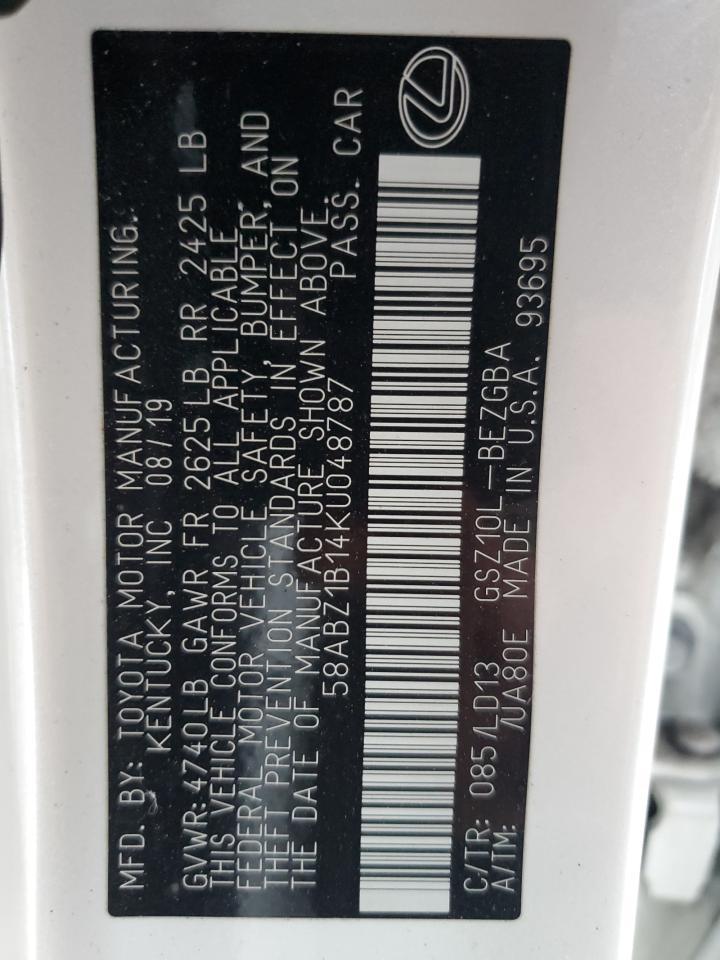 MFD. BY: TOYOTA MOTOR MANUFACTURING.
KENTUCKY, INC 08/19
GVWR:4740LB GAWR FR 2625LB RR 2425 LB
THIS VEHICLE CONFORMS TO ALL APPLICABLE
FEDERAL MOTOR VEHICLE SAFETY, BUMPER, AND
THEFT PREVENTION STANDARDS IN EFFECT ON
THE DATE OF MANUFACTURE SHOWN ABOVE.
58ABZ1B14KU048787 PASS. CAR
C/TR: 085/LD13 GSZ10L-BEZGBA
A/TM: /UA80E MADE IN U.S.A. 93695